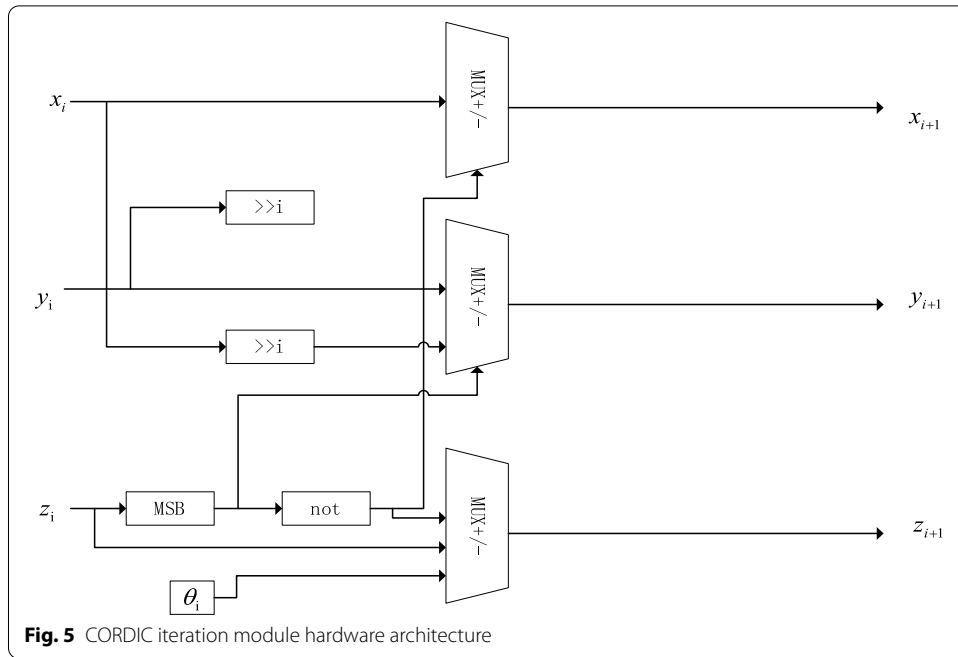 x_i
MUX+/-
x_{i+1}
>>i
y_i
MUX+/-
y_{i+1}
>>i
z_i
MSB
not
MUX+/-
z_{i+1}
θ_i
Fig. 5 CORDIC iteration module hardware architecture